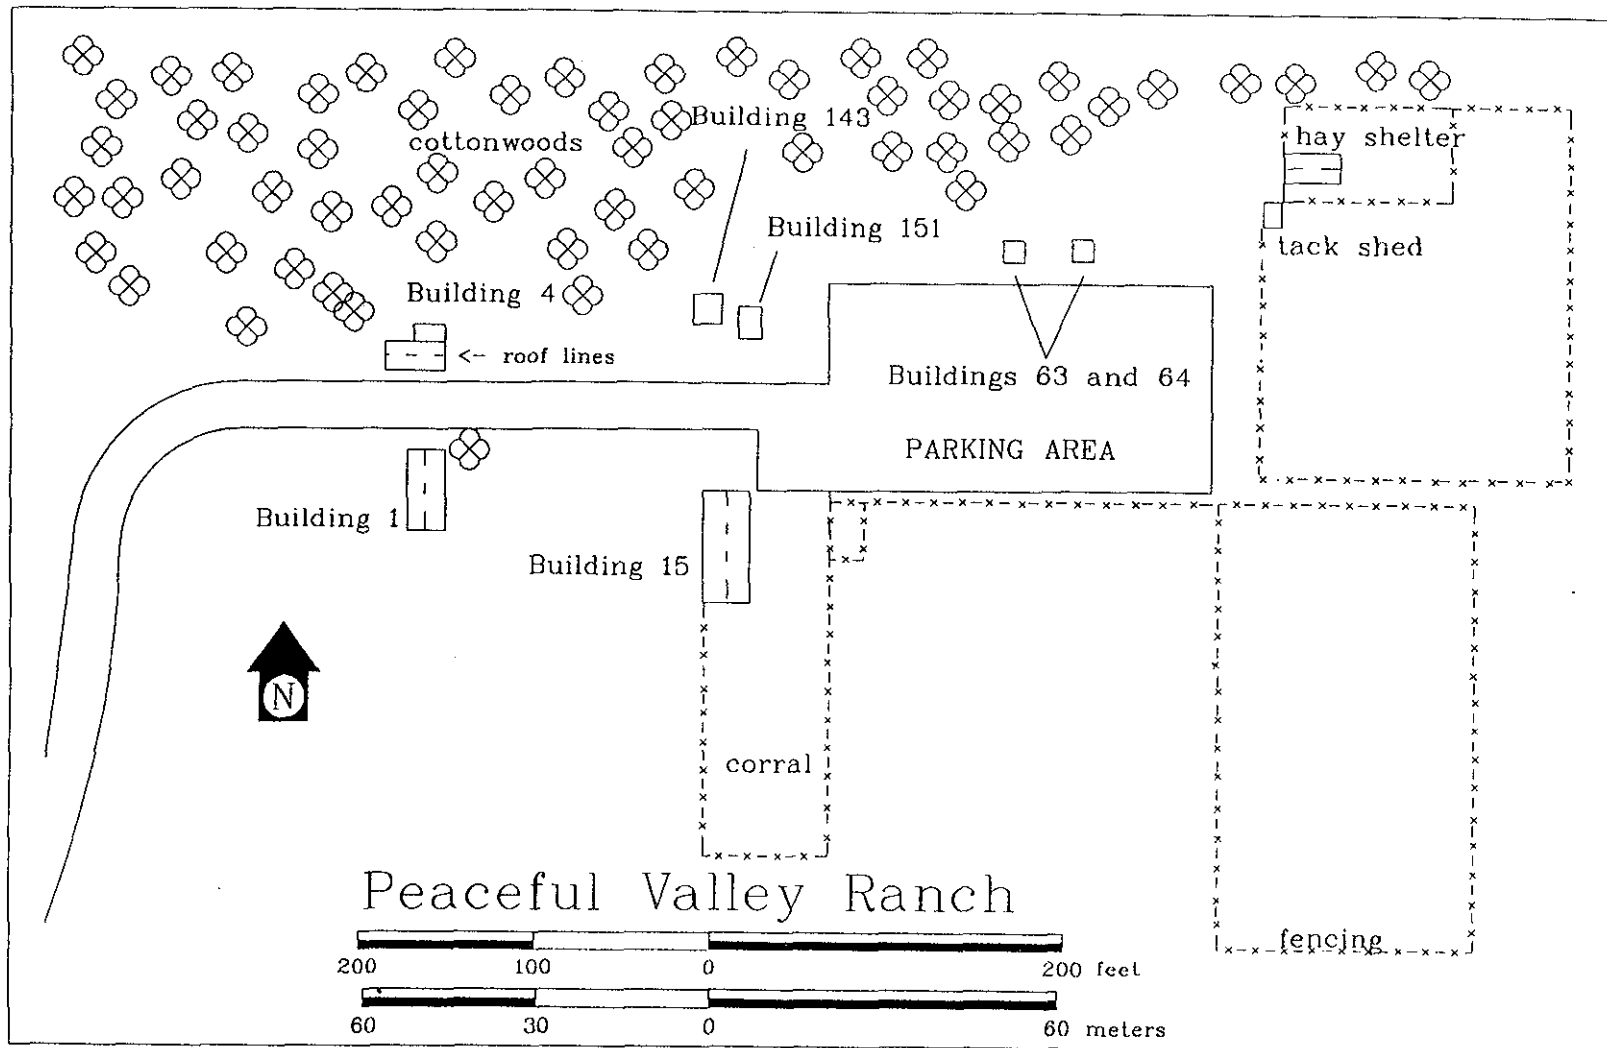 Building 143
cottonwoods
hay shelter
Building 151
tack shed
Building 4
<- roof lines
Buildings 63 and 64
PARKING AREA
Building 1
Building 15
N
corral
Peaceful Valley Ranch
fencing
200 100 0 200 feet
60 30 0 60 meters